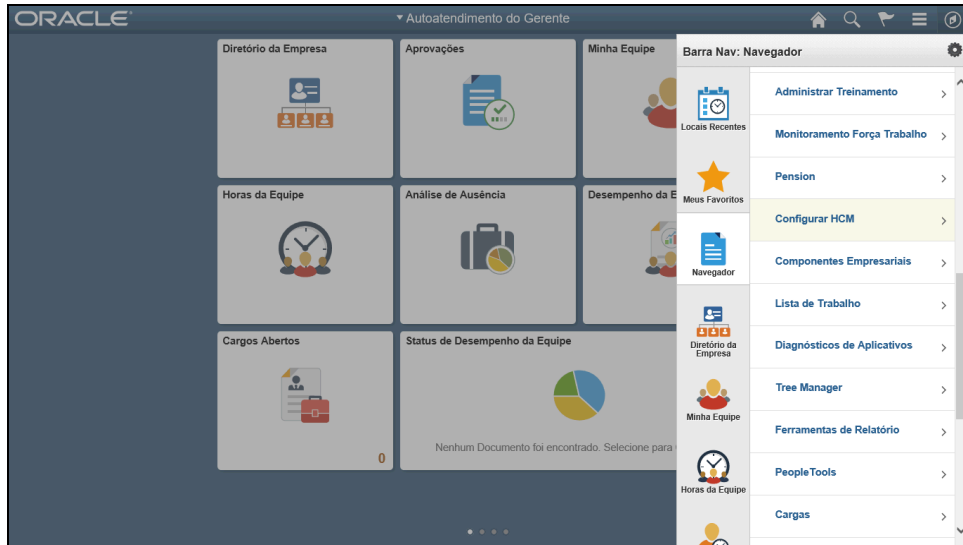 ORACLE
Autoatendimento do Gerente
Diretório da Empresa
Aprovações
Minha Equipe
Horas da Equipe
Análise de Ausência
Desempenho da E
Cargos Abertos
0
Status de Desempenho da Equipe
Nenhum Documento foi encontrado. Selecione para
Barra Nav: Navegador
Locais Recentes
Meus Favoritos
Navegador
Diretório da
Empresa
Minha Equipe
Horas da Equipe
Administrar Treinamento
Monitoramento Força Trabalho
Pension
Configurar HCM
Componentes Empresariais
Lista de Trabalho
Diagnósticos de Aplicativos
Tree Manager
Ferramentas de Relatório
PeopleTools
Cargas